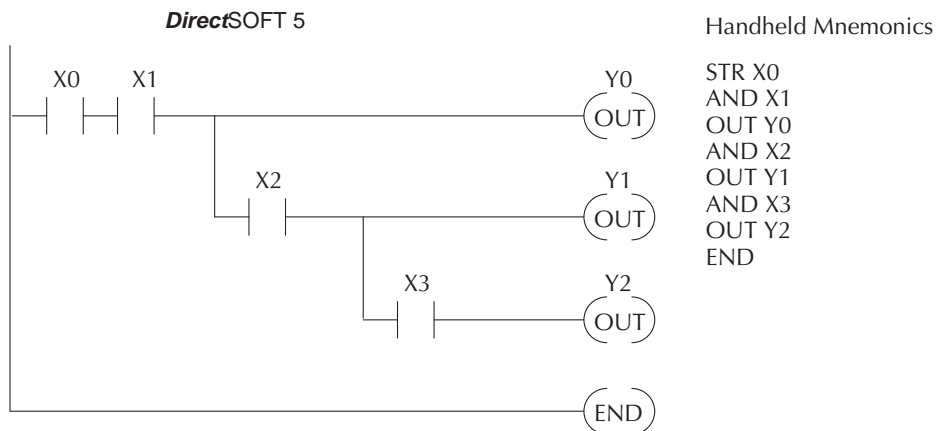 DirectSOFT 5
Handheld Mnemonics
X0 X1 Y0
OUT
X2 Y1
OUT
X3 Y2
OUT
END
STR X0
AND X1
OUT Y0
AND X2
OUT Y1
AND X3
OUT Y2
END